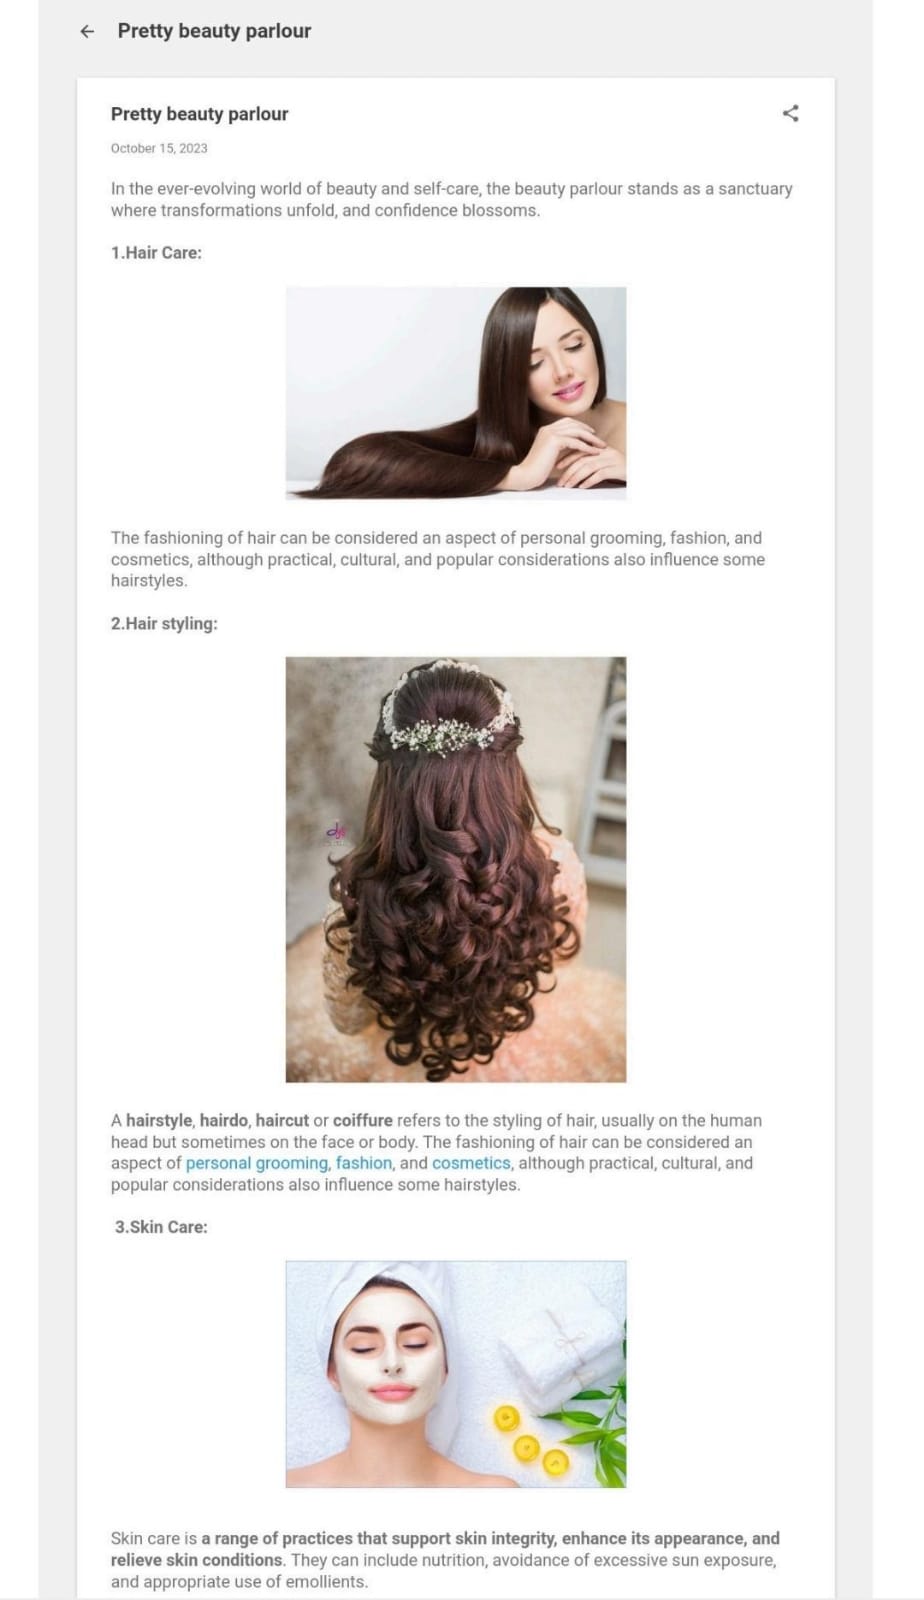 Pretty beauty parlour
Pretty beauty parlour
October 15, 2023
In the ever-evolving world of beauty and self-care, the beauty parlour stands as a sanctuary
where transformations unfold, and confidence blossoms.
1.Hair Care:
The fashioning of hair can be considered an aspect of personal grooming, fashion, and
cosmetics, although practical, cultural, and popular considerations also influence some
hairstyles.
2.Hair styling:
A hairstyle, hairdo, haircut or coiffure refers to the styling of hair, usually on the human
head but sometimes on the face or body. The fashioning of hair can be considered an
aspect of personal grooming, fashion, and cosmetics, although practical, cultural, and
popular considerations also influence some hairstyles.
3.Skin Care:
Skin care is a range of practices that support skin integrity, enhance its appearance, and
relieve skin conditions. They can include nutrition, avoidance of excessive sun exposure,
and appropriate use of emollients.